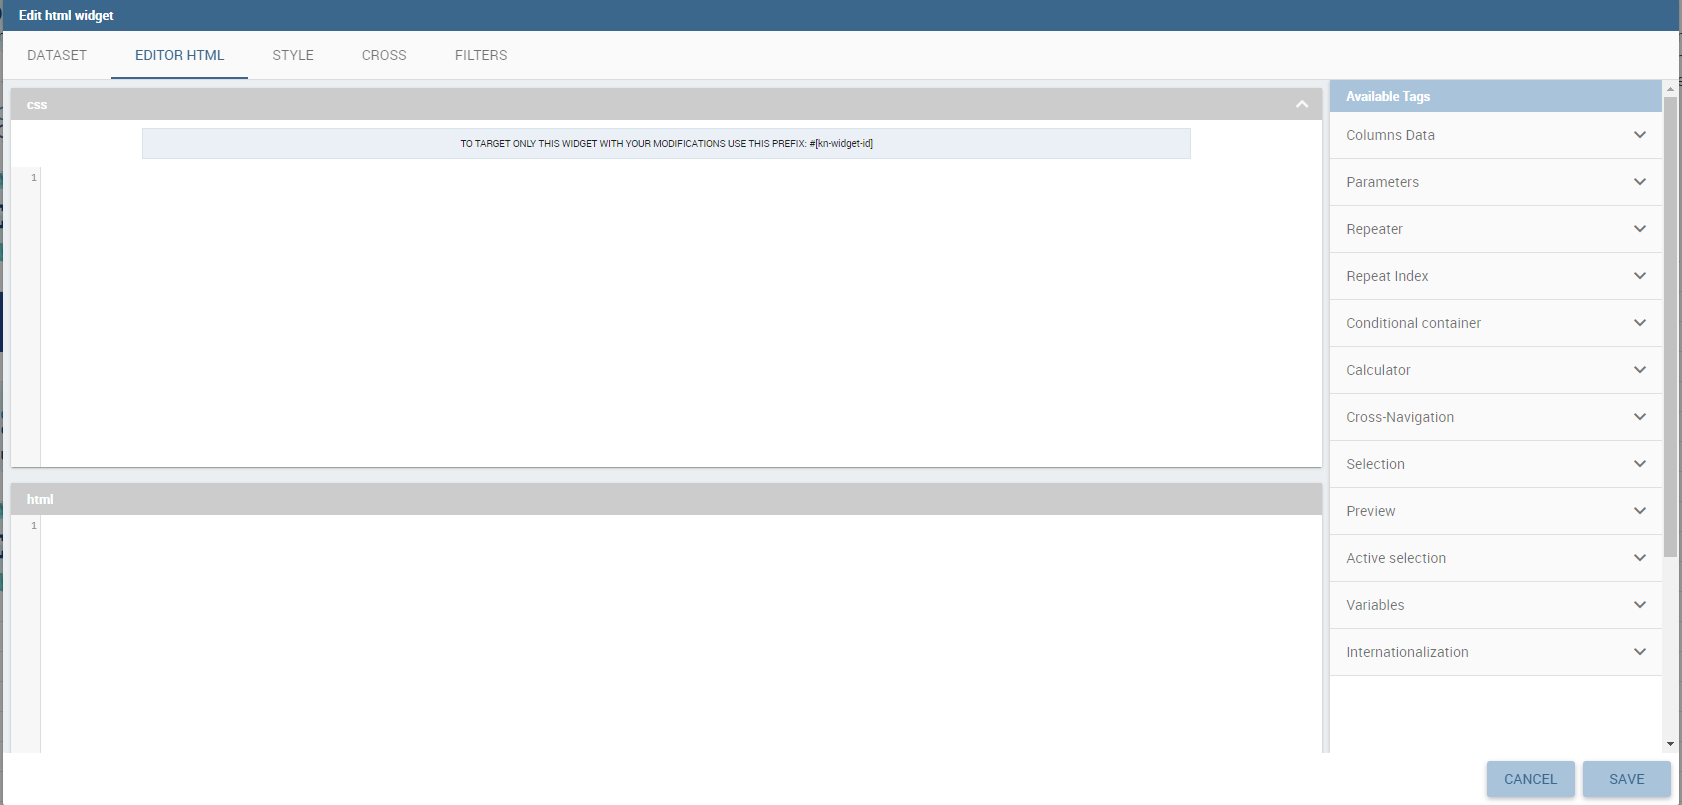 Edit html widget
DATASET EDITOR HTML STYLE CROSS FILTERS
css
TO TARGET ONLY THIS WIDGET WITH YOUR MODIFICATIONS USE THIS PREFIX: #[kn-widget-id]
1
html
1
Available Tags
Columns Data
Parameters
Repeater
Repeat Index
Conditional container
Calculator
Cross-Navigation
Selection
Preview
Active selection
Variables
Internationalization
CANCEL SAVE